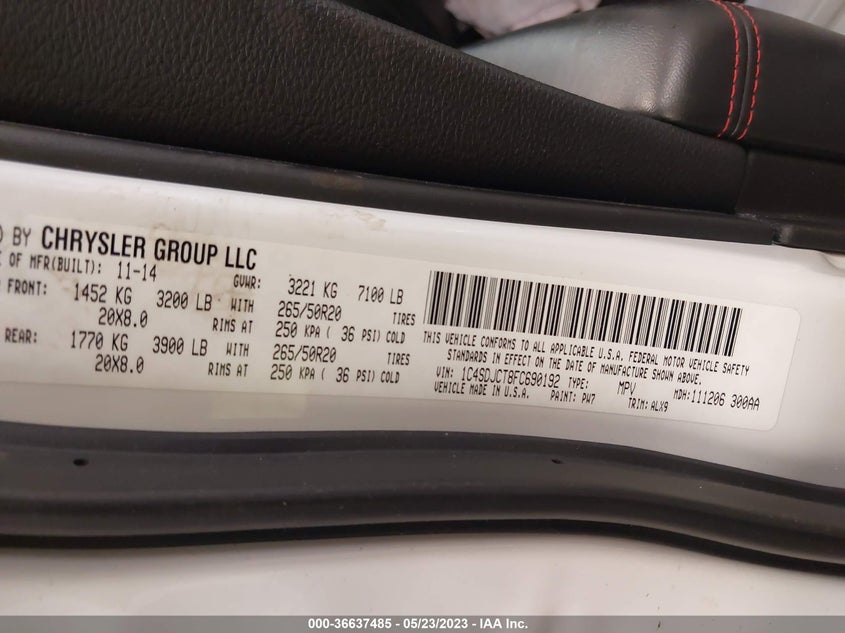 ) BY CHRYSLER GROUP LLC
OF MFR(BUILT): 11-14 GVWR: 3221 KG 7100 LB
FRONT: 1452 KG 3200 LB WITH 265/50R20 TIRES
20X8.0 RIMS AT 250 KPA ( 36 PSI) COLD
REAR: 1770 KG 3900 LB WITH 265/50R20 TIRES
20X8.0 RIMS AT 250 KPA ( 36 PSI) COLD
THIS VEHICLE CONFORMS TO ALL APPLICABLE U.S.A. FEDERAL MOTOR VEHICLE SAFETY
STANDARDS IN EFFECT ON THE DATE OF MANUFACTURE SHOWN ABOVE.
VIN: 1C4SDJCT8FC690192 TYPE: MPV MDH:111206 300AA
VEHICLE MADE IN U.S.A. PAINT: PW7 TRIM:ALX9
000-36637485 - 05/23/2023 - IAA Inc.